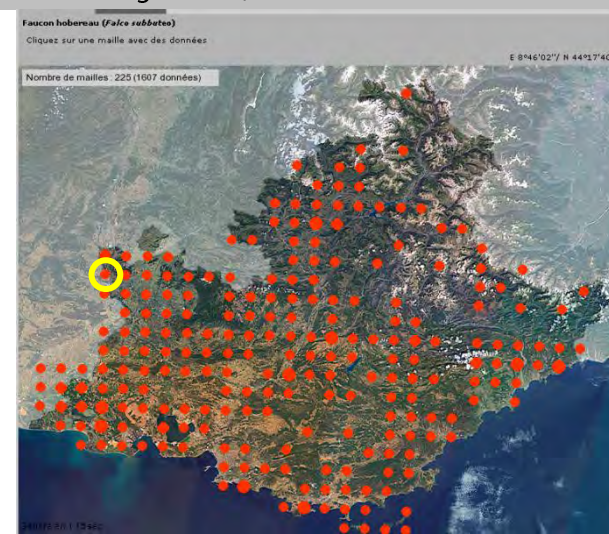 Faucon hobereau (Falco subbuteo)
Cliquez sur une maille avec des données
E 8°46'02"/ N 44°17'40
Nombre de mailles : 225 (1607 données)